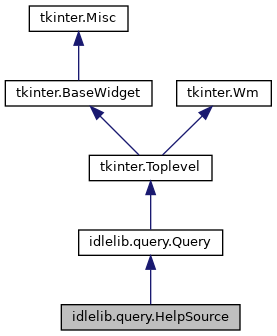 tkinter.Misc
tkinter.BaseWidget
tkinter.Wm
tkinter.Toplevel
idlelib.query.Query
idlelib.query.HelpSource